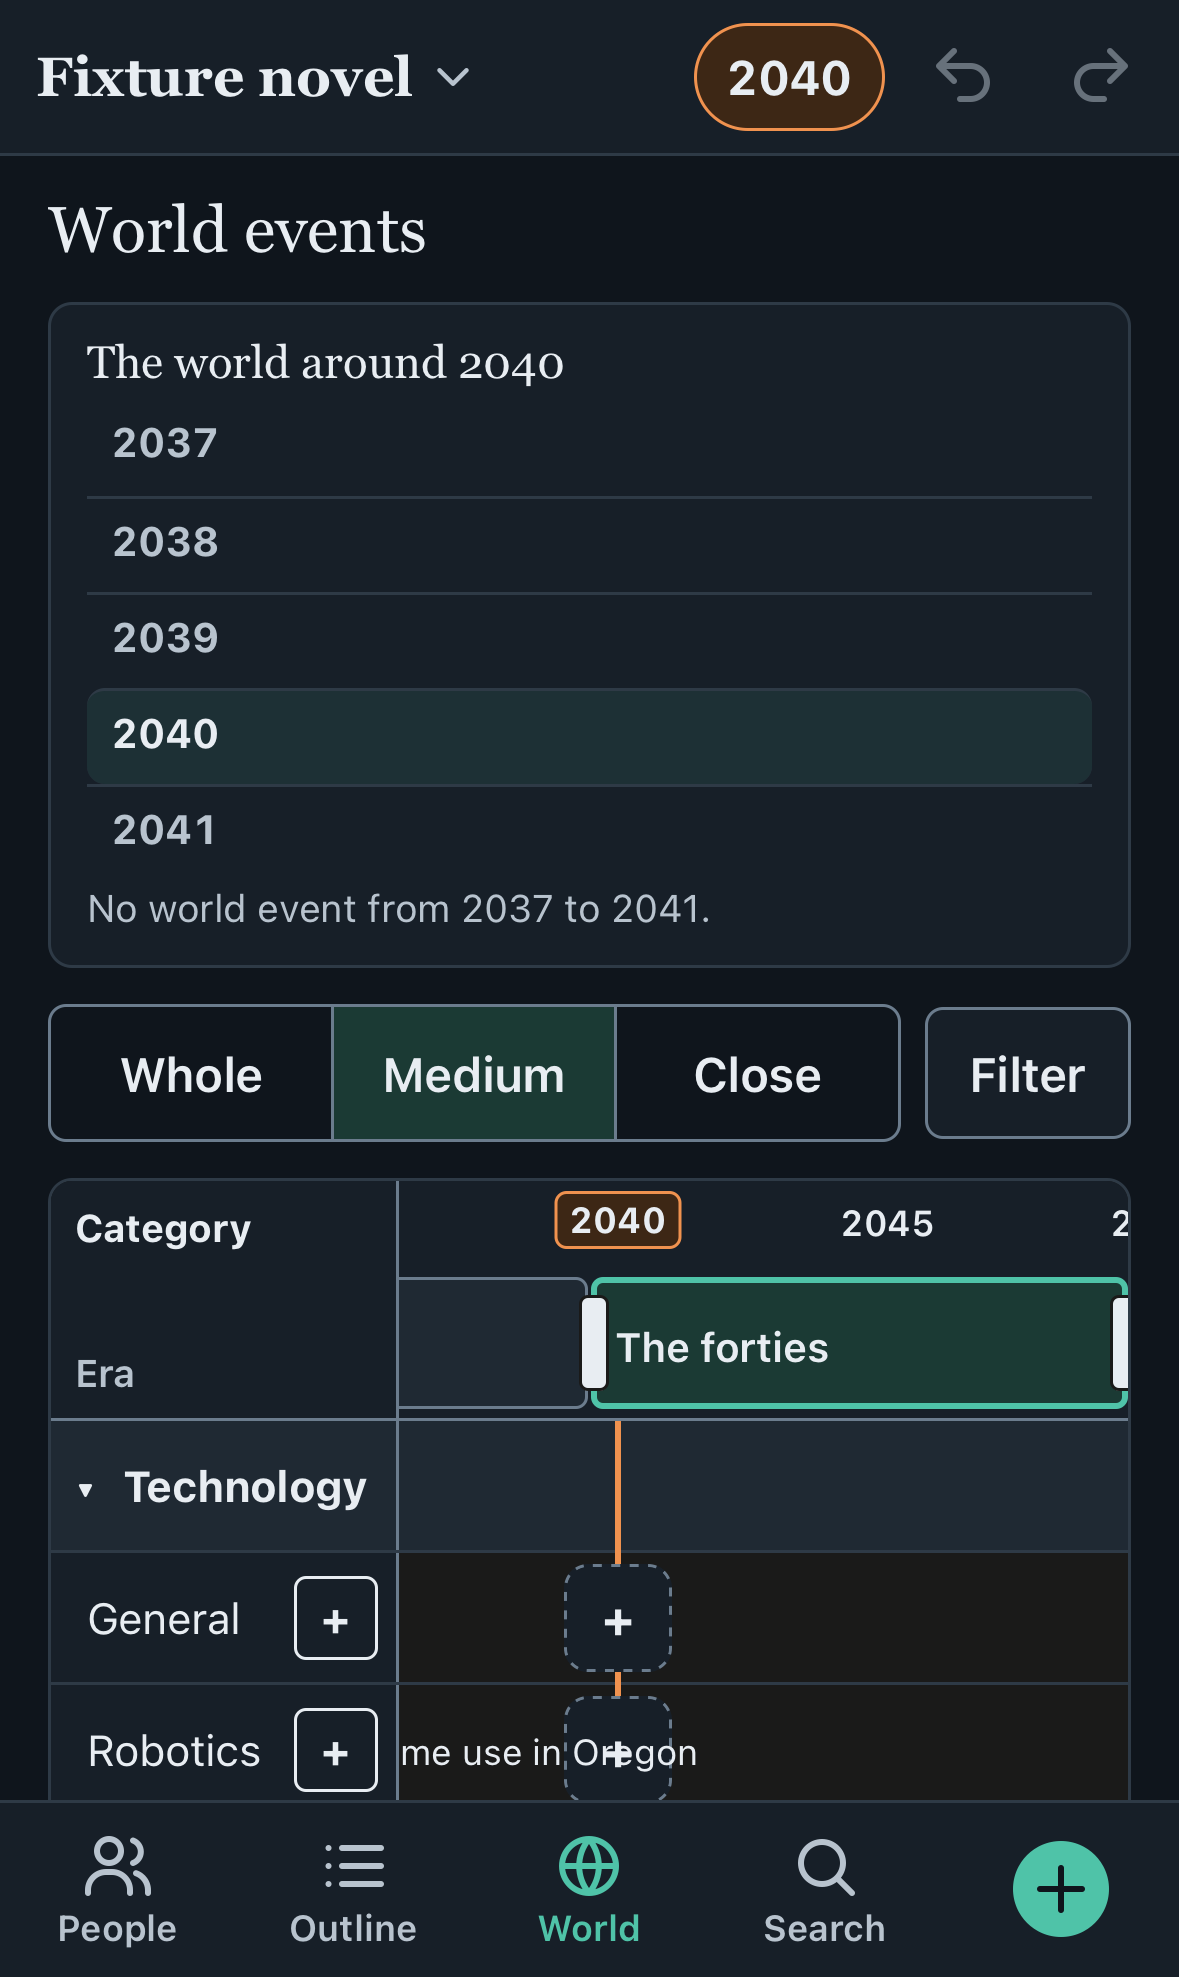 Fixture novel
2040
World events
The world around 2040
2037
2038
2039
2040
2041
No world event from 2037 to 2041.
Whole
Medium
Close
Filter
Category
2040
2045
Era
The forties
Technology
General
+
+
Robotics
+
me use in Oregon
+
People
Outline
World
Search